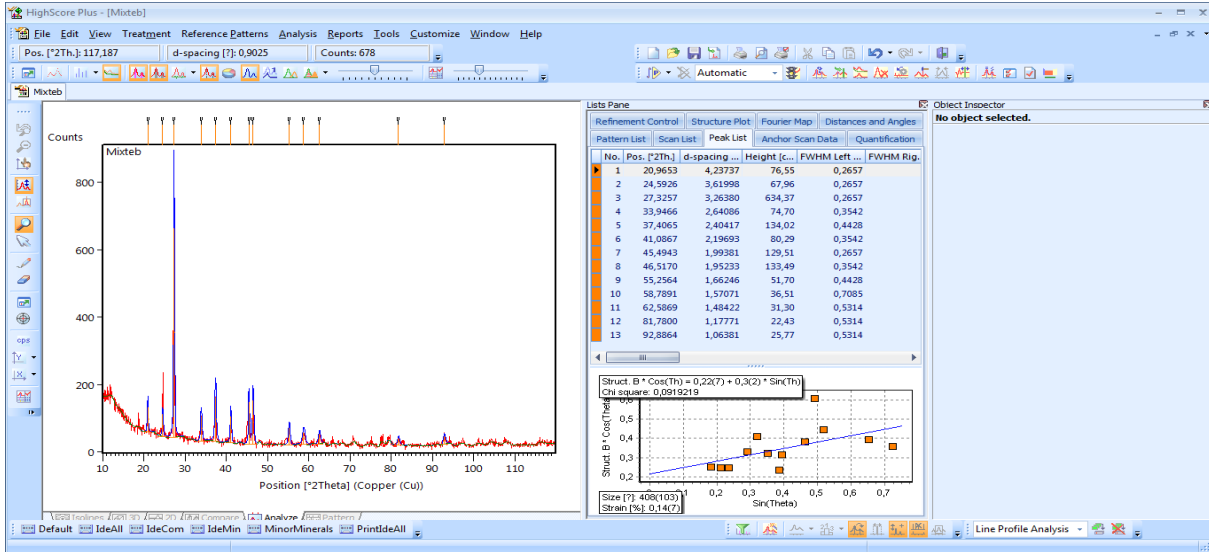 HighScore Plus - [Mixteb]
File Edit View Treatment Reference Patterns Analysis Reports Tools Customize Window Help
Pos. [°2Th.]: 117,187 d-spacing [?]: 0,9025 Counts: 678
Automatic
Mixteb
Lists Pane
Object Inspector
No object selected.
Refinement Control Structure Plot Fourier Map Distances and Angles
Pattern List Scan List Peak List Anchor Scan Data Quantification
No. Pos. [°2Th.] d-spacing ... Height [c... FWHM Left ... FWHM Rig.
1 20,9653 4,23737 76,55 0,2657
2 24,5926 3,61998 67,96 0,2657
3 27,3257 3,26380 634,37 0,2657
4 33,9466 2,64086 74,70 0,3542
5 37,4065 2,40417 134,02 0,4428
6 41,0867 2,19693 80,29 0,3542
7 45,4943 1,99381 129,51 0,2657
8 46,5170 1,95233 133,49 0,3542
9 55,2564 1,66246 51,70 0,4428
10 58,7891 1,57071 36,51 0,7085
11 62,5869 1,48422 31,30 0,5314
12 81,7800 1,17771 22,43 0,5314
13 92,8864 1,06381 25,77 0,5314
Counts
Mixteb
800
600
400
200
0
10 20 30 40 50 60 70 80 90 100 110
Position [°2Theta] (Copper (Cu))
Struct. B * Cos(Th) = 0,22(7) + 0,3(2) * Sin(Th)
Chi square: 0,0919219
Struct. B * Cos(Theta
0,6
0,5
0,4
0,3
0,2
0,2 0,3 0,4 0,5 0,6 0,7
Sin(Theta)
Size [?]: 408(103)
Strain [%]: 0,14(7)
Isolines 3D 2D Compare Analyze Pattern
Default IdeAll IdeCom IdeMin MinorMinerals PrintIdeAll
Line Profile Analysis